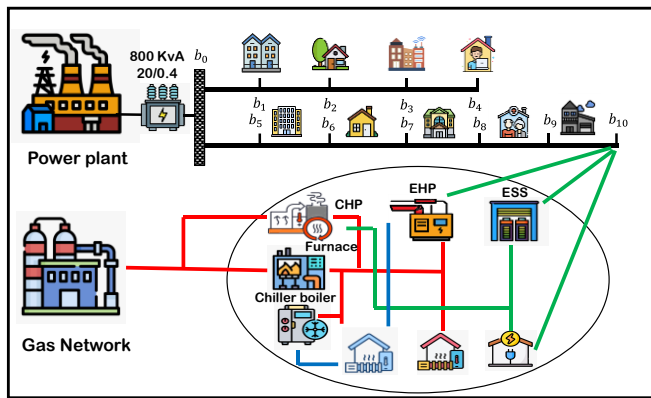 800 KvA
20/0.4
b0
b1 b2 b3 b4
b5 b6 b7 b8 b9 b10
Power plant
CHP
EHP
ESS
Furnace
Chiller boiler
Gas Network